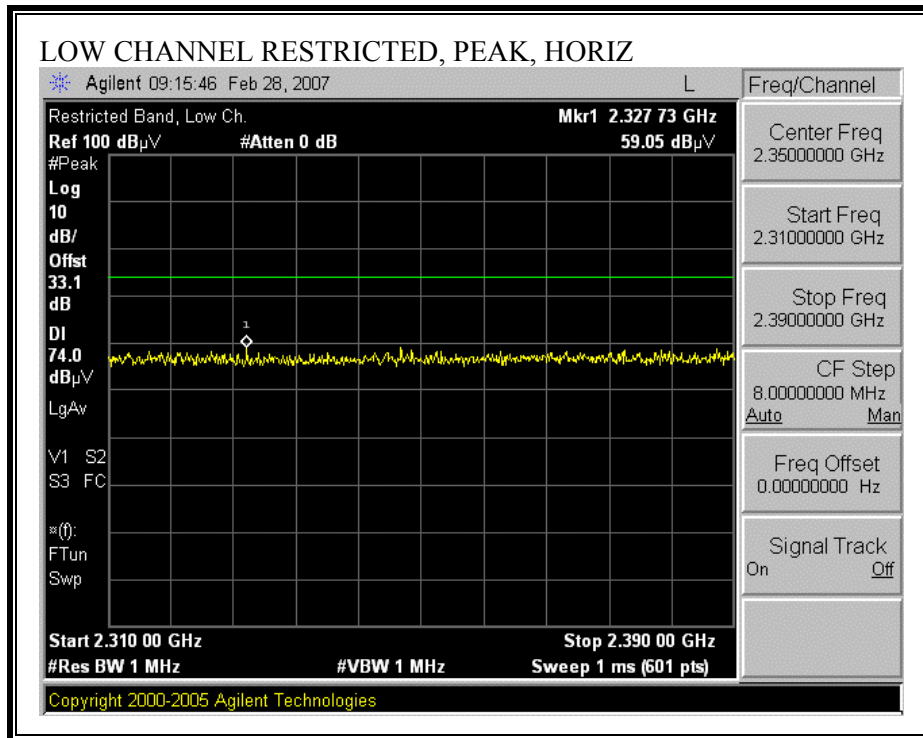 LOW CHANNEL RESTRICTED, PEAK, HORIZ
Agilent 09:15:46 Feb 28, 2007 L
Restricted Band, Low Ch. Mkr1 2.327 73 GHz
Ref 100 dBµV #Atten 0 dB 59.05 dBµV
#Peak
Log
10
dB/
Offst
33.1
dB
DI
74.0
dBµV
LgAv
V1 S2
S3 FC
¤(f):
FTun
Swp
1
Start 2.310 00 GHz Stop 2.390 00 GHz
#Res BW 1 MHz #VBW 1 MHz Sweep 1 ms (601 pts)
Copyright 2000-2005 Agilent Technologies
Freq/Channel
Center Freq
2.35000000 GHz
Start Freq
2.31000000 GHz
Stop Freq
2.39000000 GHz
CF Step
8.00000000 MHz
Auto Man
Freq Offset
0.00000000 Hz
Signal Track
On Off